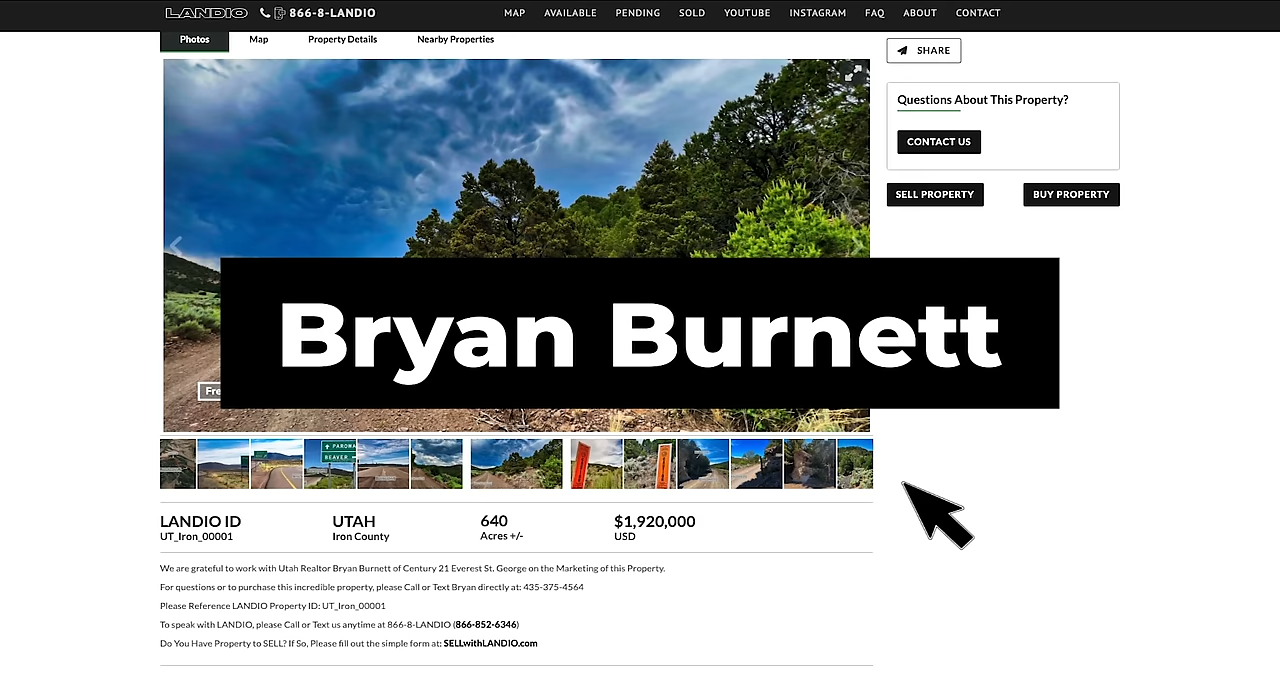 LANDIO 866-8-LANDIO MAP AVAILABLE PENDING SOLD YOUTUBE INSTAGRAM FAQ ABOUT CONTACT
Photos Map Property Details Nearby Properties
SHARE
Questions About This Property?
CONTACT US
SELL PROPERTY BUY PROPERTY
Bryan Burnett
Fre
PAROWA
BEAVER
LANDIO ID UTAH 640 $1,920,000
UT_Iron_00001 Iron County Acres +/- USD
We are grateful to work with Utah Realtor Bryan Burnett of Century 21 Everest St. George on the Marketing of this Property.
For questions or to purchase this incredible property, please Call or Text Bryan directly at: 435-375-4564
Please Reference LANDIO Property ID: UT_Iron_00001
To speak with LANDIO, please Call or Text us anytime at 866-8-LANDIO (866-852-6346)
Do You Have Property to SELL? If So, Please fill out the simple form at: SELLwithLANDIO.com